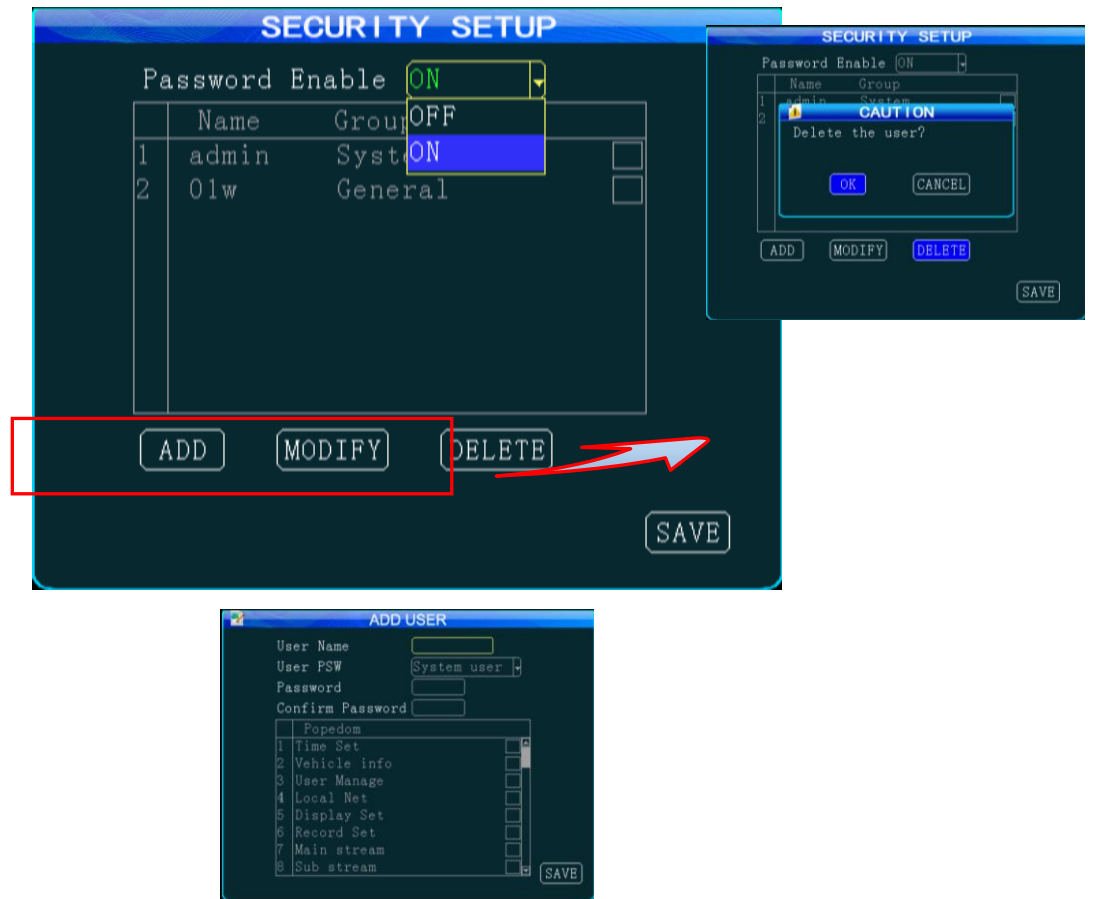 SECURITY SETUP
Password Enable ON
OFF
ON
Name Group
1 admin System
2 01w General
ADD MODIFY DELETE
SAVE
SECURITY SETUP
Password Enable ON
Name Group
1 admin System
2
CAUTION
Delete the user?
OK CANCEL
ADD MODIFY DELETE
SAVE
ADD USER
User Name
User PSW System user
Password
Confirm Password
Popedom
1 Time Set
2 Vehicle info
3 User Manage
4 Local Net
5 Display Set
6 Record Set
7 Main stream
8 Sub stream
SAVE